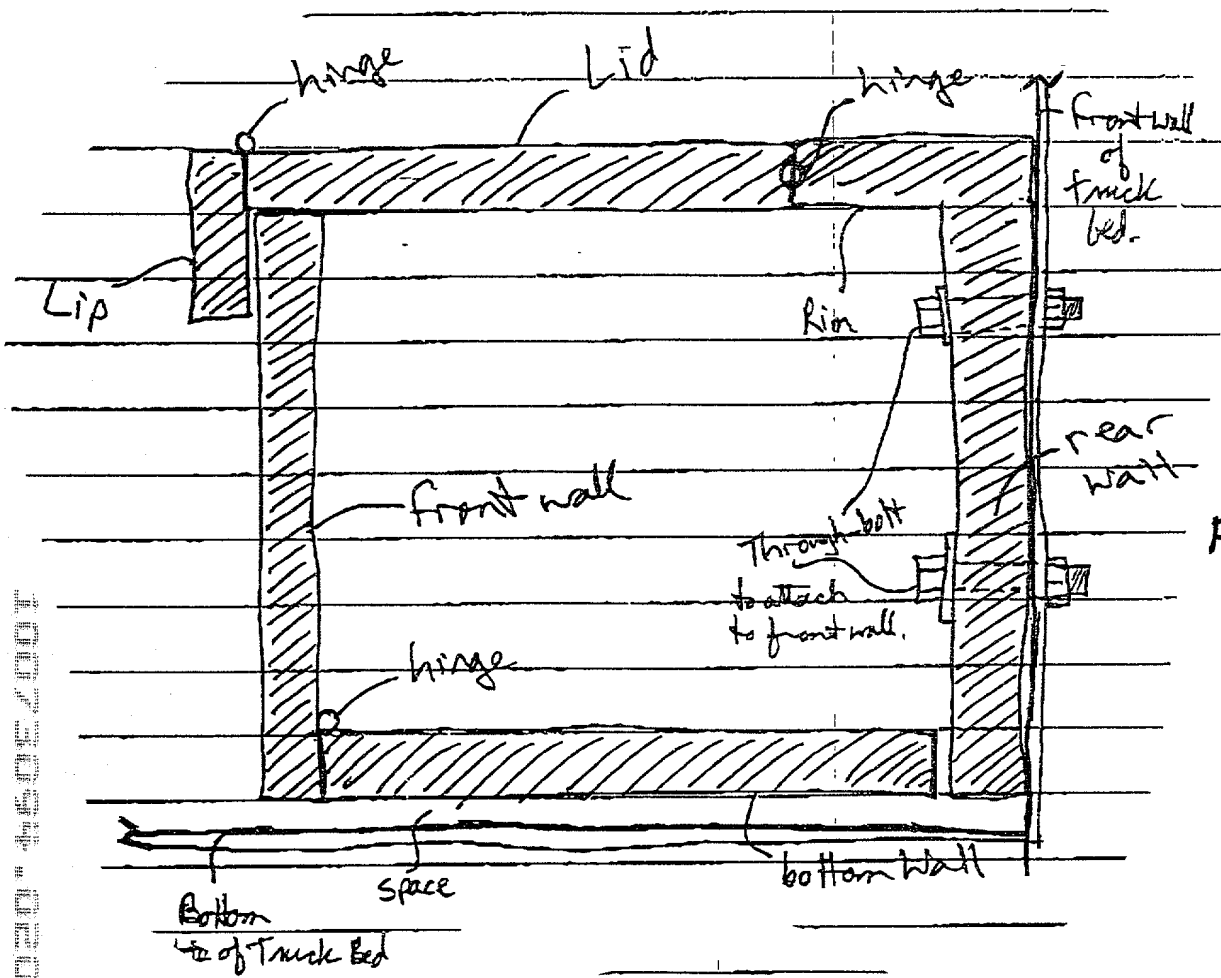 hinge
Lid
hinge
front wall
of
truck
bed.
Lip
Rim
rear
wall
front wall
Through-bolt
to attach
to front wall.
hinge
space
bottom Wall
Bottom
of Truck Bed